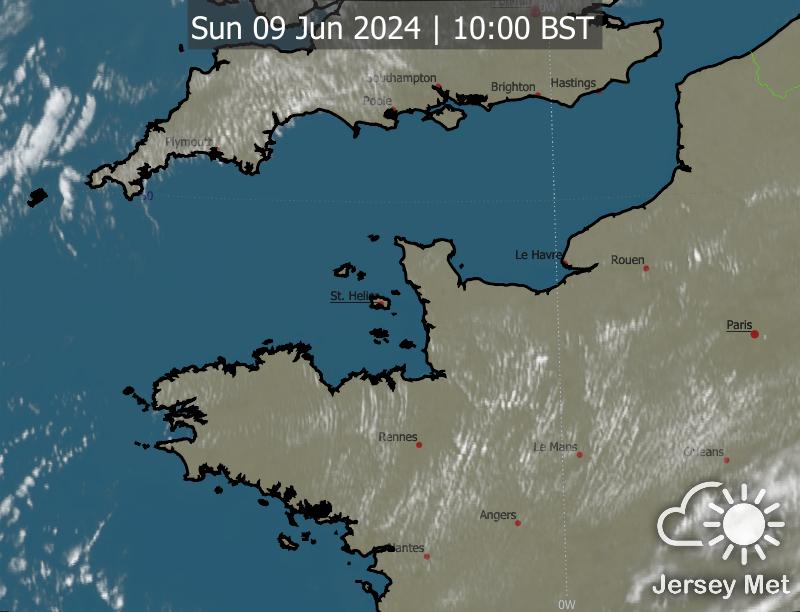 Sun 09 Jun 2024 | 10:00 BST
Southampton
Brighton
Hastings
Poole
Plymouth
50
Le Havre
Rouen
St. Helier
Paris
Rennes
Le Mans
Orleans
Angers
Nantes
Jersey Met
0W